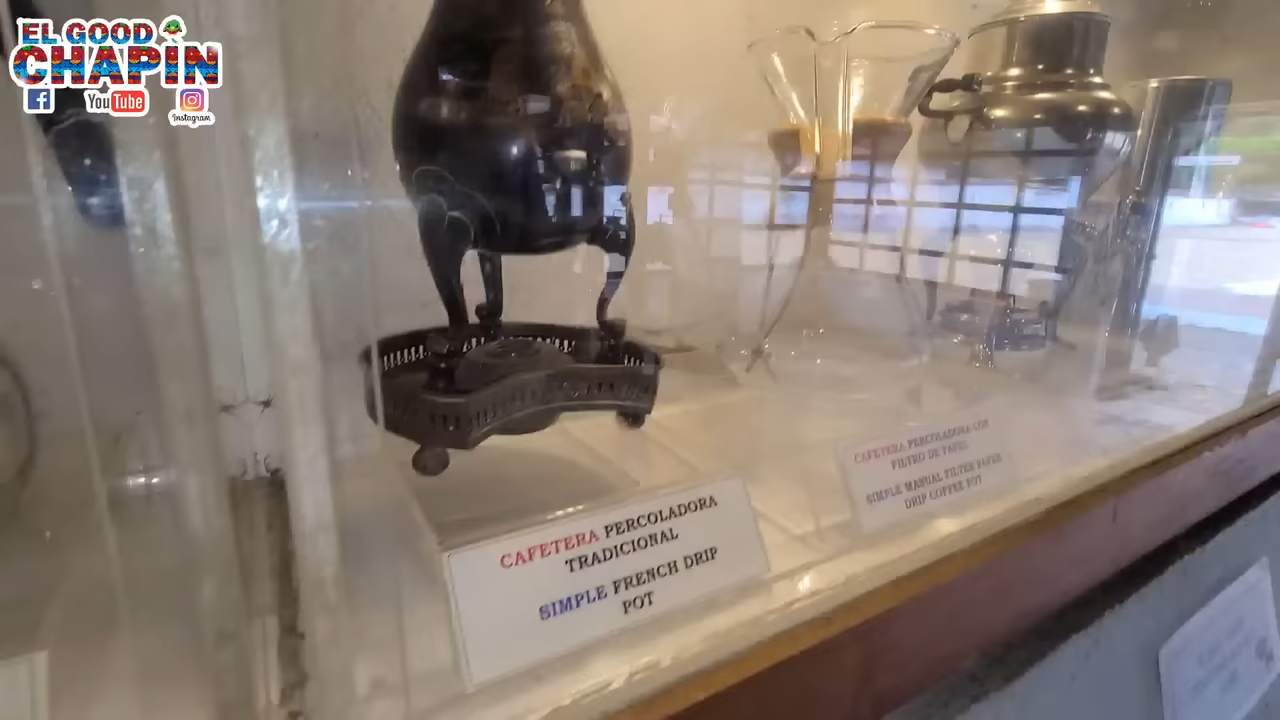 EL GOOD
CHAPIN
YouTube
Instagram
CAFETERA PERCOLADORA
TRADICIONAL
SIMPLE FRENCH DRIP
POT
CAFETERA PERCOLADORA CON
FILTRO DE PAPEL
SIMPLE MANUAL FILTER PAPER
DRIP COFFEE POT